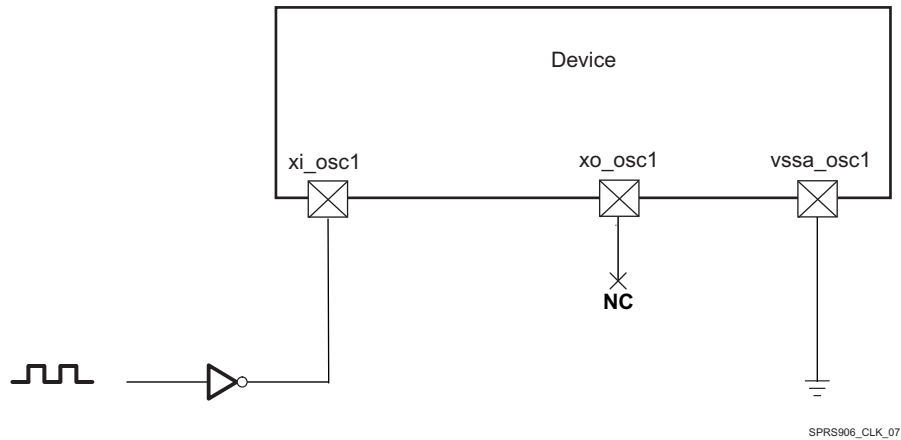 Device
xi_osc1
xo_osc1
vssa_osc1
NC
SPRS906_CLK_07